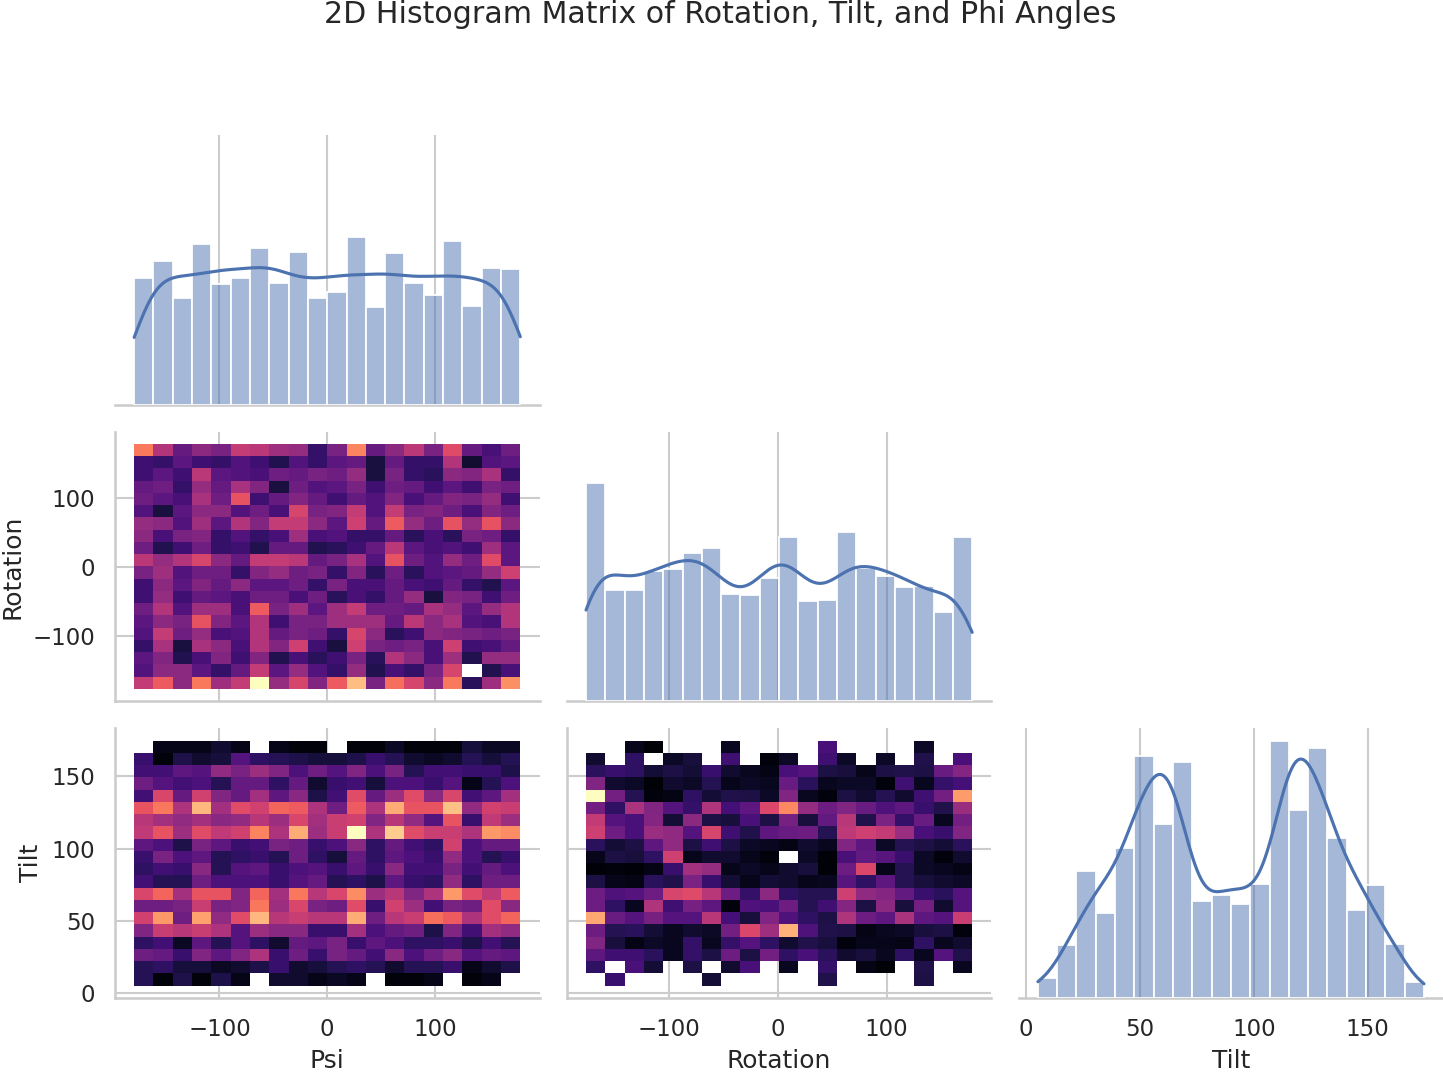 2D Histogram Matrix of Rotation, Tilt, and Phi Angles
Rotation
100
0
−100
Tilt
150
100
50
0
−100 0 100
Psi
−100 0 100
Rotation
0 50 100 150
Tilt